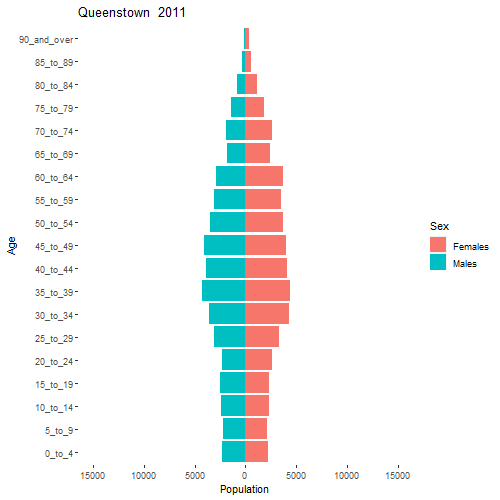 Queenstown  2011
90_and_over
85_to_89
80_to_84
75_to_79
70_to_74
65_to_69
60_to_64
55_to_59
50_to_54
45_to_49
40_to_44
35_to_39
30_to_34
25_to_29
20_to_24
15_to_19
10_to_14
5_to_9
0_to_4
Age
15000 10000 5000 0 5000 10000 15000
Population
Sex
Females
Males